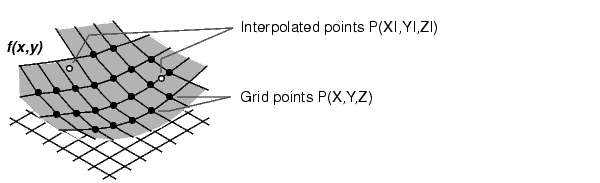 Interpolated points P(XI,YI,ZI)
f(x,y)
Grid points P(X,Y,Z)